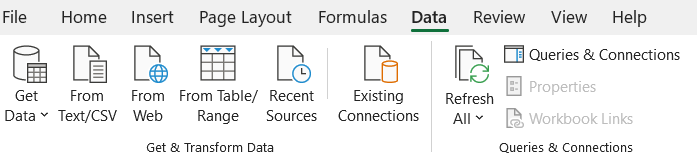 File Home Insert Page Layout Formulas Data Review View Help
Get Data
From Text/CSV
From Web
From Table/ Range
Recent Sources
Existing Connections
Refresh All
Queries & Connections
Properties
Workbook Links
Get & Transform Data
Queries & Connections